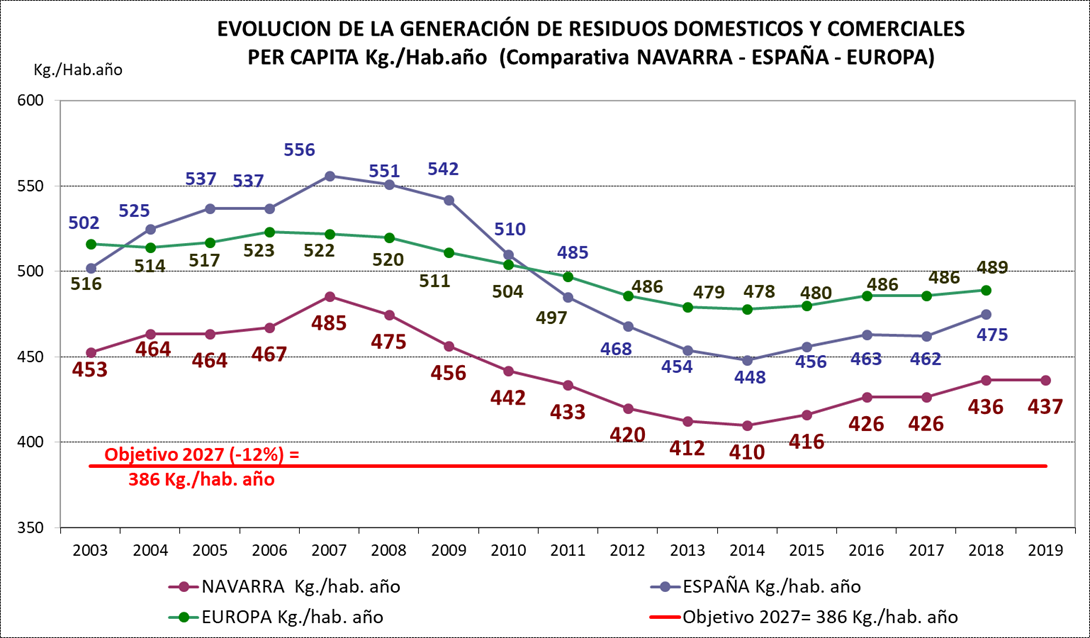 EVOLUCION DE LA GENERACIÓN DE RESIDUOS DOMESTICOS Y COMERCIALES
PER CAPITA Kg./Hab.año (Comparativa NAVARRA - ESPAÑA - EUROPA)
Kg./Hab.año
600
550
500
450
400
350
502 525 537 537 556 551 542 510 485 468 454 448 456 463 462 475
516 514 517 523 522 520 511 504 497 486 479 478 480 486 486 489
453 464 464 467 485 475 456 442 433 420 412 410 416 426 426 436 437
Objetivo 2027 (-12%) =
386 Kg./hab. año
2003 2004 2005 2006 2007 2008 2009 2010 2011 2012 2013 2014 2015 2016 2017 2018 2019
NAVARRA Kg./hab. año
ESPAÑA Kg./hab. año
EUROPA Kg./hab. año
Objetivo 2027= 386 Kg./hab. año